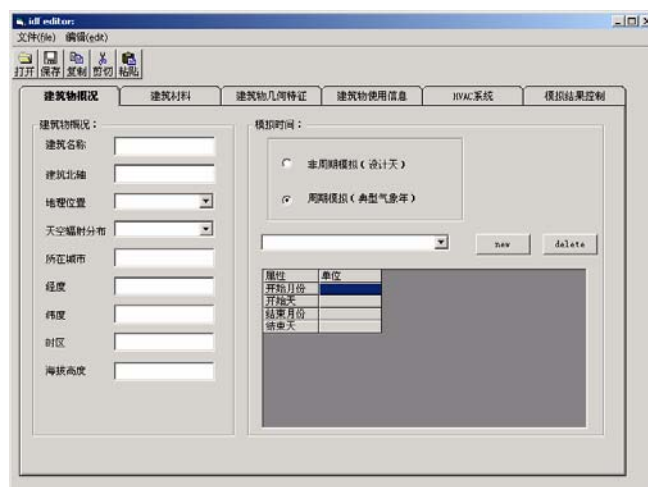 idf editor:
文件(file) 编辑(edt)
打开 保存 复制 剪切 粘贴
建筑物概况 建筑材料 建筑物几何特征 建筑物使用信息 HVAC系统 模拟结果控制
建筑物概况：
建筑名称
建筑北轴
地理位置
天空辐射分布
所在城市
经度
纬度
时区
海拔高度
模拟时间：
非周期模拟(设计天)
周期模拟(典型气象年)
new delete
属性 单位
开始月份
开始天
结束月份
结束天